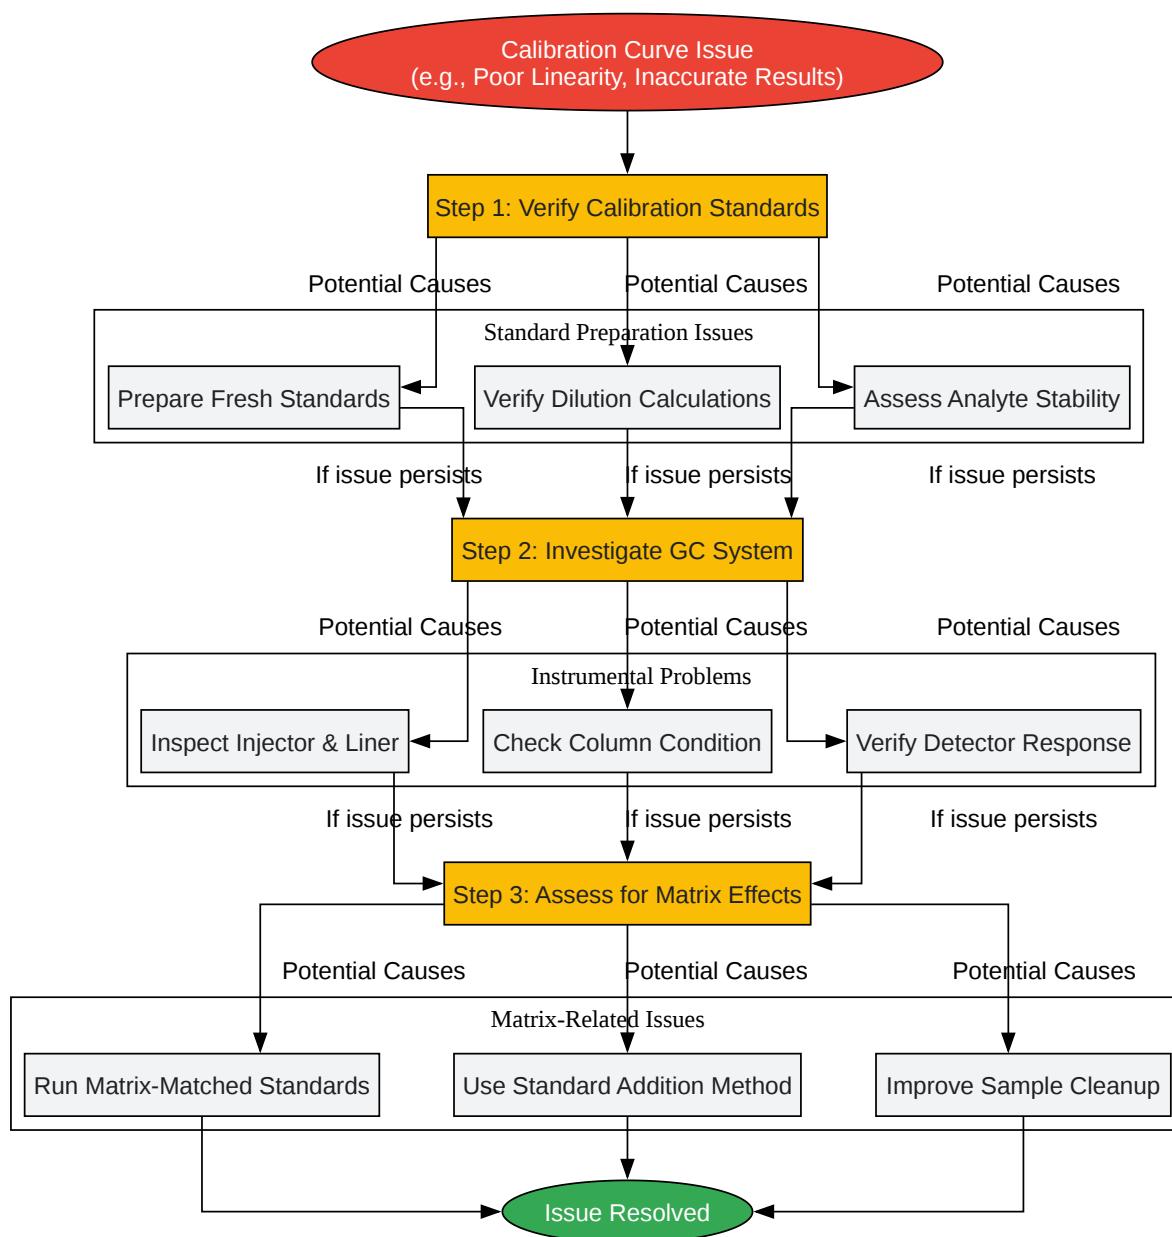 Calibration Curve Issue
(e.g., Poor Linearity, Inaccurate Results)
Step 1: Verify Calibration Standards
Potential Causes
Potential Causes
Potential Causes
Standard Preparation Issues
Prepare Fresh Standards
Verify Dilution Calculations
Assess Analyte Stability
If issue persists
If issue persists
If issue persists
Step 2: Investigate GC System
Potential Causes
Potential Causes
Potential Causes
Instrumental Problems
Inspect Injector & Liner
Check Column Condition
Verify Detector Response
If issue persists
If issue persists
If issue persists
Step 3: Assess for Matrix Effects
Potential Causes
Potential Causes
Potential Causes
Matrix-Related Issues
Run Matrix-Matched Standards
Use Standard Addition Method
Improve Sample Cleanup
Issue Resolved